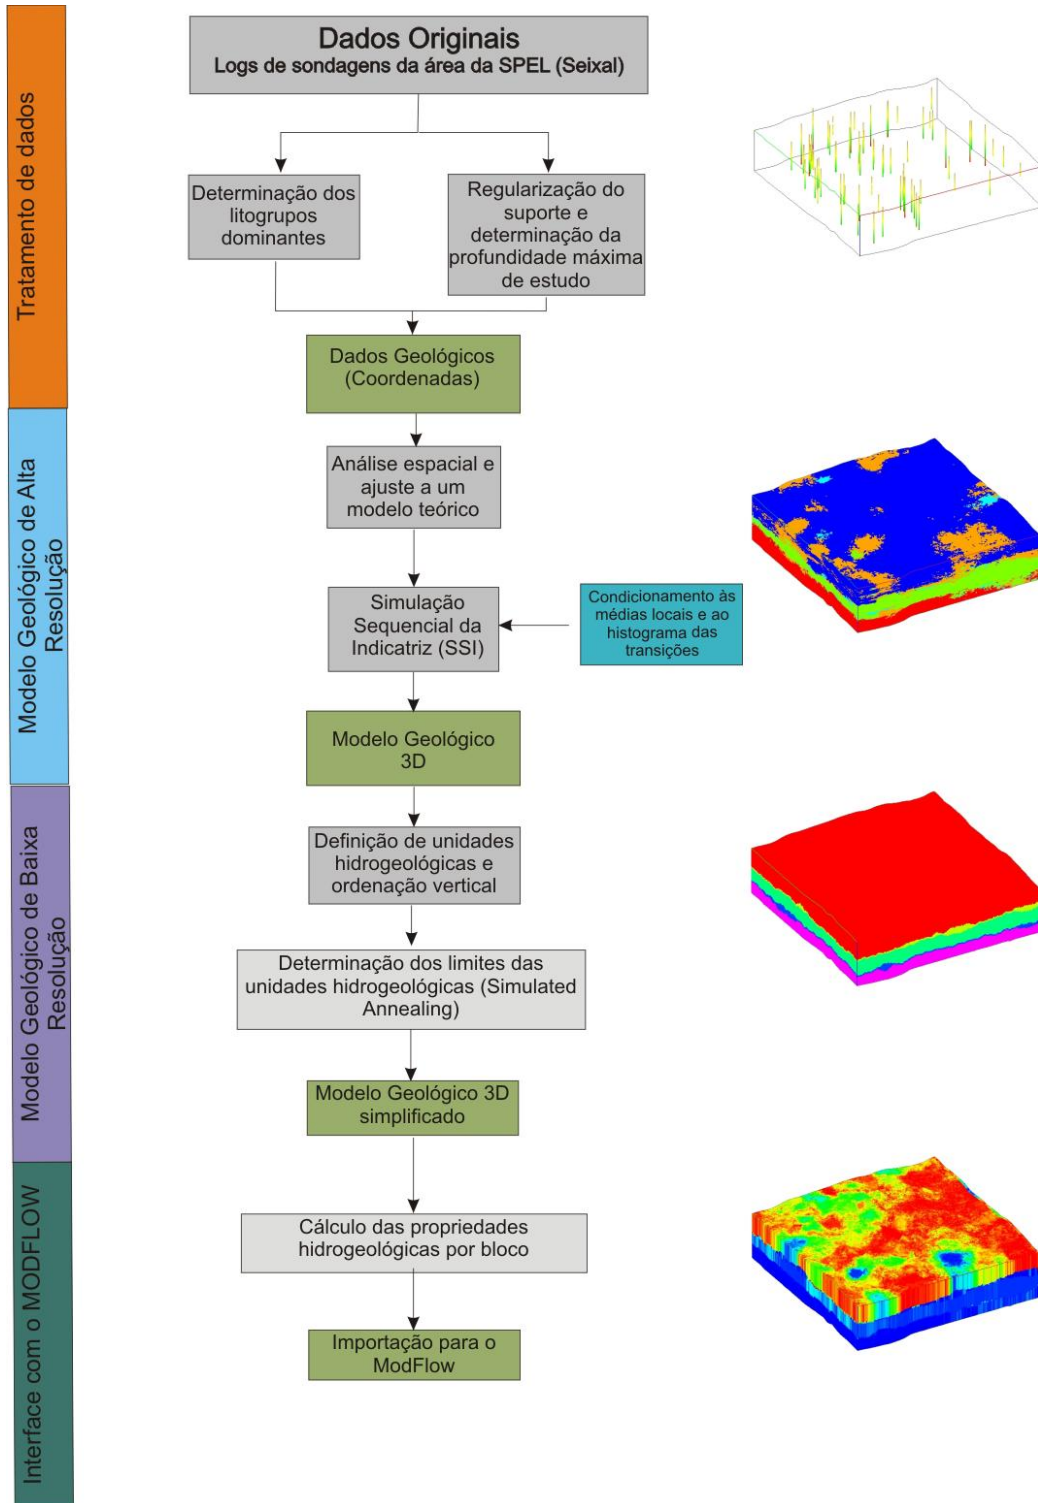 Dados Originais
Logs de sondagens da área da SPEL (Seixal)
Tratamento de dados
Determinação dos
litogrupos
dominantes
Regularização do
suporte e
determinação da
profundidade máxima
de estudo
Dados Geológicos
(Coordenadas)
Modelo Geológico de Alta
Resolução
Análise espacial e
ajuste a um
modelo teórico
Simulação
Sequencial da
Indicatriz (SSI)
Condicionamento às
médias locais e ao
histograma das
transições
Modelo Geológico
3D
Modelo Geológico de Baixa
Resolução
Definição de unidades
hidrogeológicas e
ordenação vertical
Determinação dos limites das
unidades hidrogeológicas (Simulated
Annealing)
Modelo Geológico 3D
simplificado
Interface com o MODFLOW
Cálculo das propriedades
hidrogeológicas por bloco
Importação para o
ModFlow